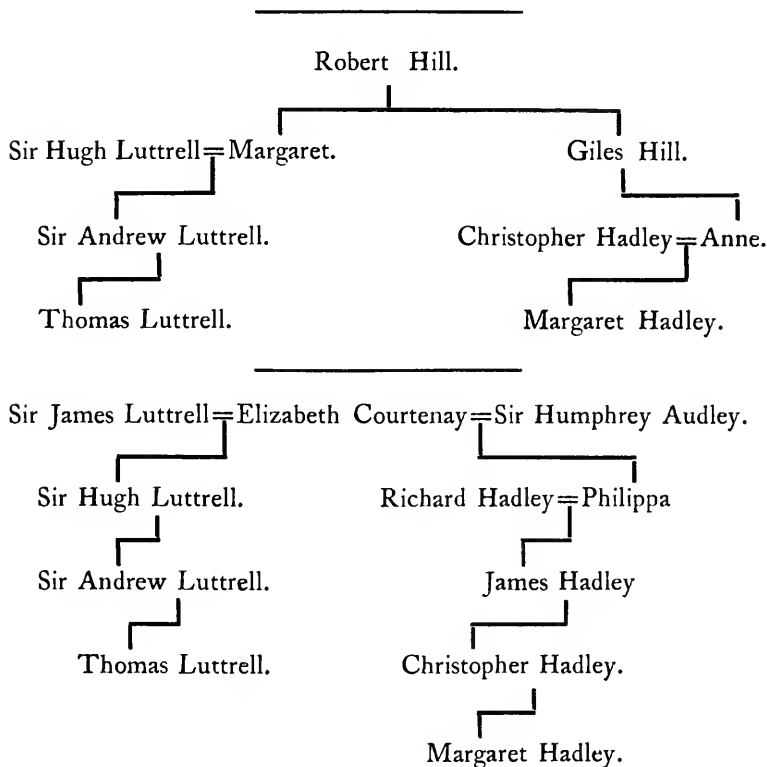 Robert Hill.
Sir Hugh Luttrell=Margaret. Giles Hill.
Sir Andrew Luttrell. Christopher Hadley=Anne.
Thomas Luttrell. Margaret Hadley.
Sir James Luttrell=Elizabeth Courtenay=Sir Humphrey Audley.
Sir Hugh Luttrell. Richard Hadley=Philippa
Sir Andrew Luttrell. James Hadley
Thomas Luttrell. Christopher Hadley.
Margaret Hadley.